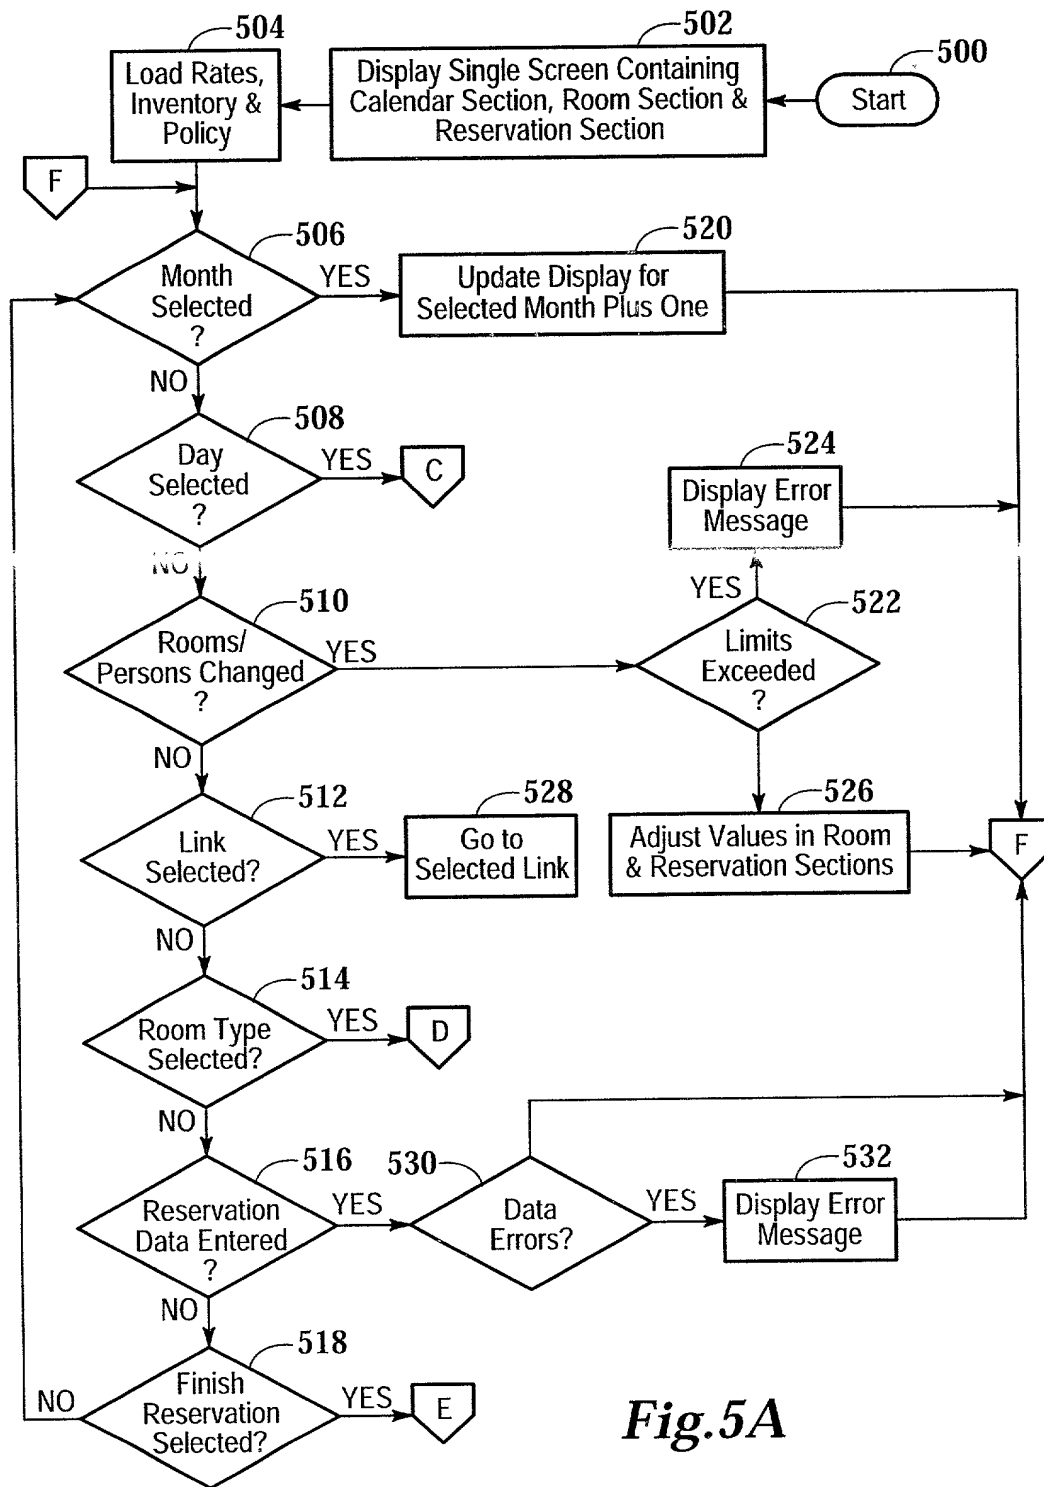 504
502
500
Load Rates,
Inventory &
Policy
Display Single Screen Containing
Calendar Section, Room Section &
Reservation Section
Start
F
506
520
Month
Selected
?
YES
Update Display for
Selected Month Plus One
NO
508
Day
Selected
?
YES
C
524
Display Error
Message
NO
510
YES
522
Rooms/
Persons Changed
?
YES
Limits
Exceeded
?
NO
512
528
526
Link
Selected?
YES
Go to
Selected Link
Adjust Values in Room
& Reservation Sections
F
NO
514
Room Type
Selected?
YES
D
NO
516
530
532
Reservation
Data Entered
?
YES
Data
Errors?
YES
Display Error
Message
NO
518
NO
Finish
Reservation
Selected?
YES
E
Fig.5A